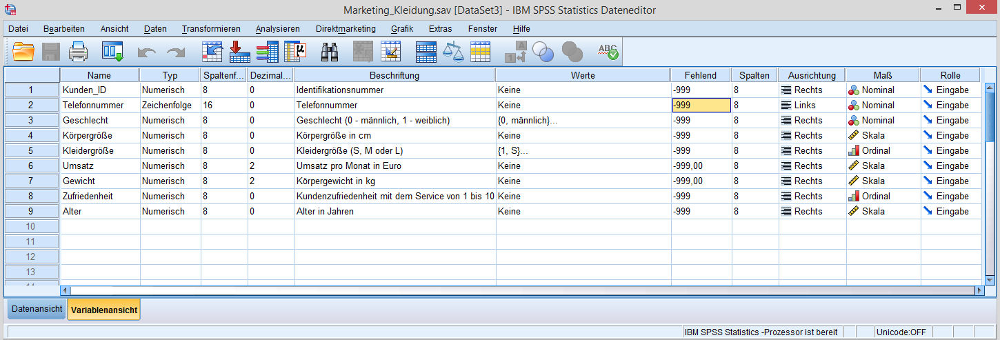 Marketing_Kleidung.sav [DataSet3] - IBM SPSS Statistics Dateneditor
Datei Bearbeiten Ansicht Daten Transformieren Analysieren Direktmarketing Grafik Extras Fenster Hilfe
μ 1 A 4 ABC
Name Typ Spaltenf... Dezimal... Beschriftung Werte Fehlend Spalten Ausrichtung Maß Rolle
1 Kunden_ID Numerisch 8 0 Identifikationsnummer Keine -999 8 Rechts Nominal Eingabe
2 Telefonnummer Zeichenfolge 16 0 Telefonnummer Keine -999 8 Links Nominal Eingabe
3 Geschlecht Numerisch 8 0 Geschlecht (0 - männlich, 1 - weiblich) {0, männlich}... -999 8 Rechts Nominal Eingabe
4 Körpergröße Numerisch 8 0 Körpergröße in cm Keine -999 8 Rechts Skala Eingabe
5 Kleidergröße Numerisch 8 0 Kleidergröße (S, M oder L) {1, S}... -999 8 Rechts Ordinal Eingabe
6 Umsatz Numerisch 8 2 Umsatz pro Monat in Euro Keine -999,00 8 Rechts Skala Eingabe
7 Gewicht Numerisch 8 2 Körpergewicht in kg Keine -999,00 8 Rechts Skala Eingabe
8 Zufriedenheit Numerisch 8 0 Kundenzufriedenheit mit dem Service von 1 bis 10 Keine -999 8 Rechts Ordinal Eingabe
9 Alter Numerisch 8 0 Alter in Jahren Keine -999 8 Rechts Skala Eingabe
10
11
12
13
Datenansicht Variablenansicht
IBM SPSS Statistics -Prozessor ist bereit Unicode:OFF